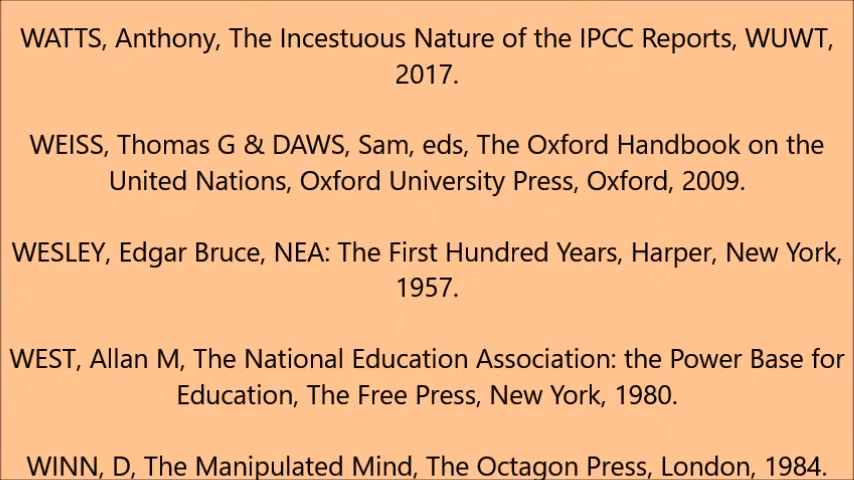 WATTS, Anthony, The Incestuous Nature of the IPCC Reports, WUWT,
2017.
WEISS, Thomas G & DAWS, Sam, eds, The Oxford Handbook on the
United Nations, Oxford University Press, Oxford, 2009.
WESLEY, Edgar Bruce, NEA: The First Hundred Years, Harper, New York,
1957.
WEST, Allan M, The National Education Association: the Power Base for
Education, The Free Press, New York, 1980.
WINN, D, The Manipulated Mind, The Octagon Press, London, 1984.